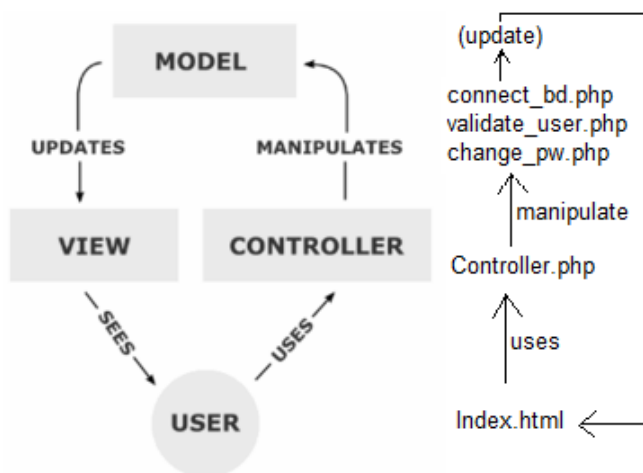 MODEL
UPDATES
MANIPULATES
VIEW
CONTROLLER
SEES
USES
USER
(update)
connect_bd.php
validate_user.php
change_pw.php
manipulate
Controller.php
uses
Index.html